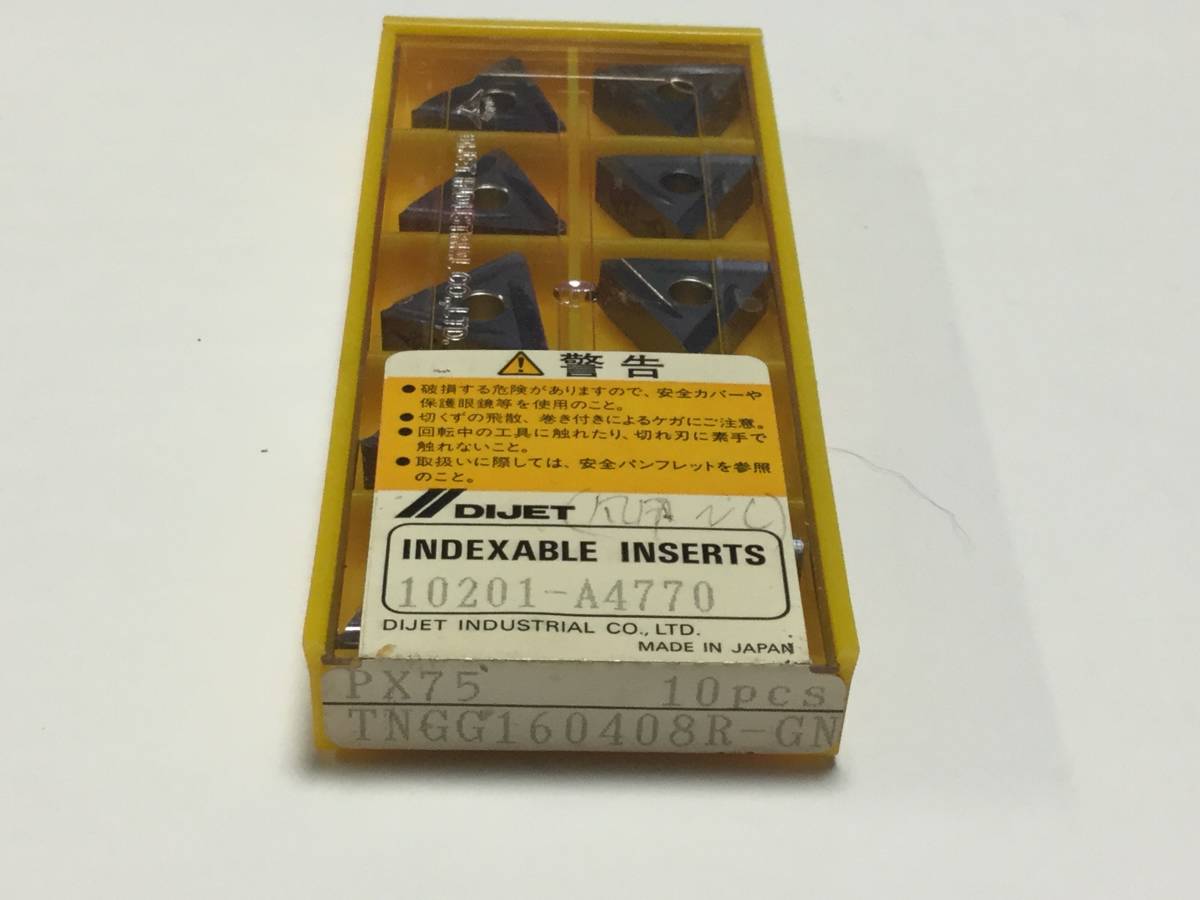 警告
●破損する危険がありますので、安全カバーや
保護眼鏡等を使用のこと。
●切くずの飛散、巻き付きによるケガにご注意。
●回転中の工具に触れたり、切れ刃に素手で
触れないこと。
●取扱いに際しては、安全パンフレットを参照
のこと。
DIJET
INDEXABLE INSERTS
10201-A4770
DIJET INDUSTRIAL CO., LTD.
MADE IN JAPAN
PX75 10pcs
TNGG160408R-GN